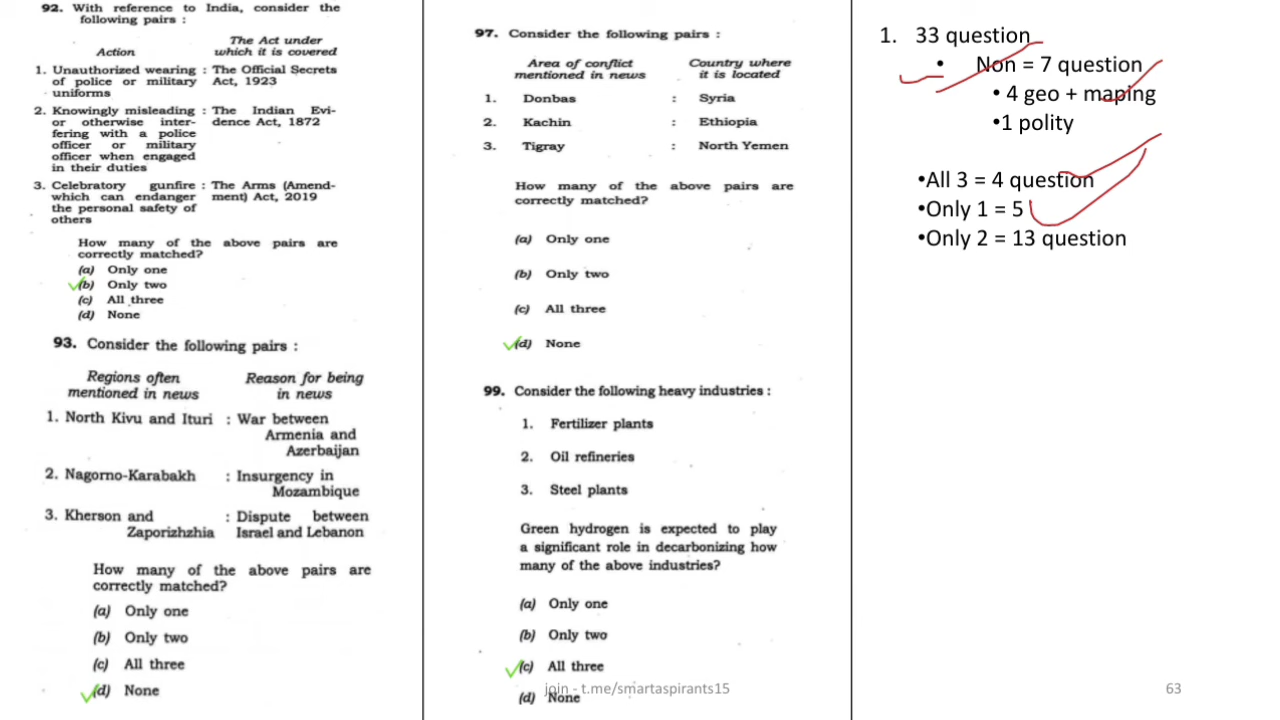 92. With reference to India, consider the
following pairs :
Action
The Act under
which it is covered
1. Unauthorized wearing : The Official Secrets
of police or military Act, 1923
uniforms
2. Knowingly misleading : The Indian Evi-
or otherwise inter- dence Act, 1872
fering with a police
officer or military
officer when engaged
in their duties
3. Celebratory gunfire : The Arms (Amend-
which can endanger ment) Act, 2019
the personal safety of
others
How many of the above pairs are
correctly matched?
(a) Only one
(b) Only two
(c) All three
(d) None
93. Consider the following pairs :
Regions often Reason for being
mentioned in news in news
1. North Kivu and Ituri : War between
Armenia and
Azerbaijan
2. Nagorno-Karabakh : Insurgency in
Mozambique
3. Kherson and : Dispute between
Zaporizhzhia Israel and Lebanon
How many of the above pairs are
correctly matched?
(a) Only one
(b) Only two
(c) All three
(d) None
97. Consider the following pairs :
Area of conflict Country where
mentioned in news it is located
1. Donbas : Syria
2. Kachin : Ethiopia
3. Tigray : North Yemen
How many of the above pairs are
correctly matched?
(a) Only one
(b) Only two
(c) All three
(d) None
99. Consider the following heavy industries :
1. Fertilizer plants
2. Oil refineries
3. Steel plants
Green hydrogen is expected to play
a significant role in decarbonizing how
many of the above industries?
(a) Only one
(b) Only two
(c) All three
(d) None
join - t.me/smartaspirants15
1. 33 question
• Non = 7 question
• 4 geo + maping
•1 polity
•All 3 = 4 question
•Only 1 = 5
•Only 2 = 13 question
63